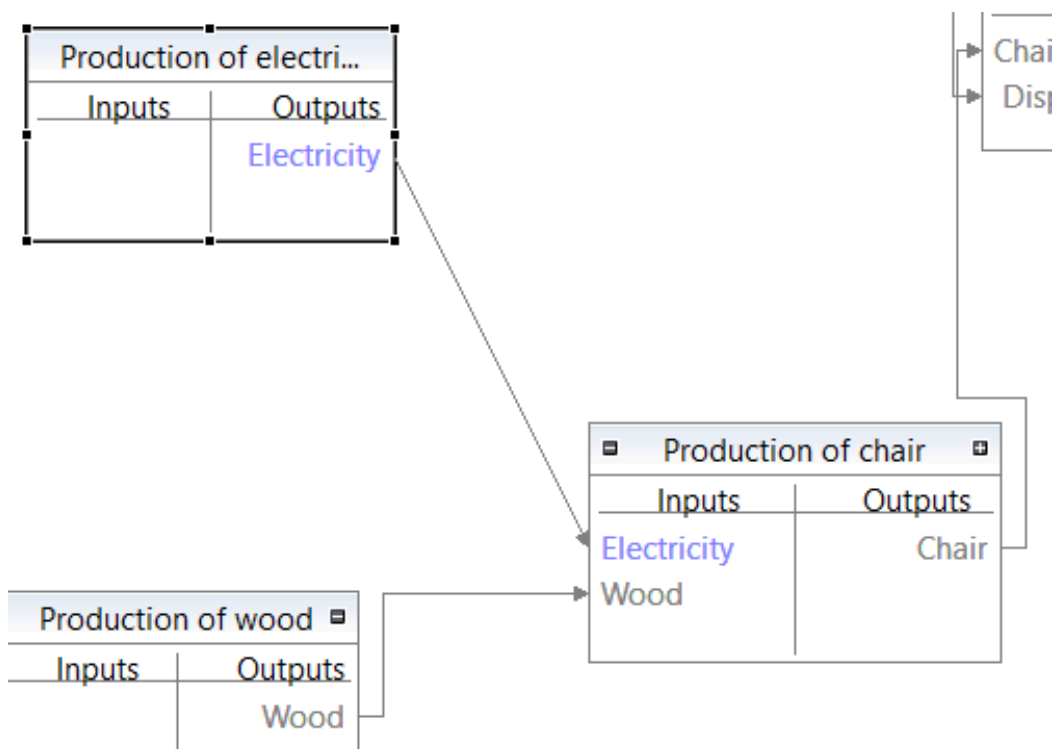 Production of electri...
Inputs Outputs
Electricity
Production of chair
Inputs Outputs
Electricity Chair
Wood
Production of wood
Inputs Outputs
Wood